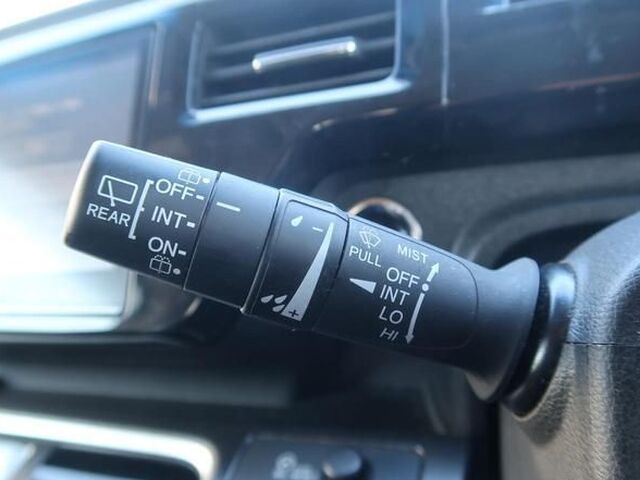 REAR
OFF
INT
ON
- +
PULL
MIST
OFF
INT
LO
HI